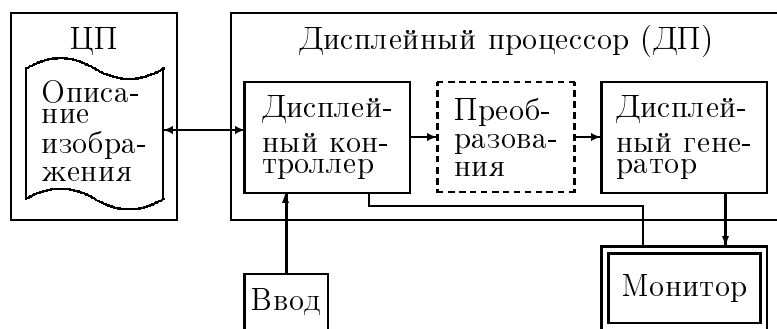 ЦП
Описа-
ние
изобра-
жения
Дисплейный процессор (ДП)
Дисплей-
ный кон-
троллер
Преоб-
разова-
ния
Дисплей-
ный гене-
ратор
Ввод
Монитор